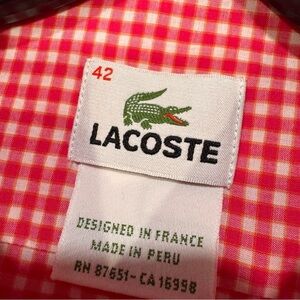 42
LACOSTE
DESIGNED IN FRANCE
MADE IN PERU
RN 87651-CA 16998